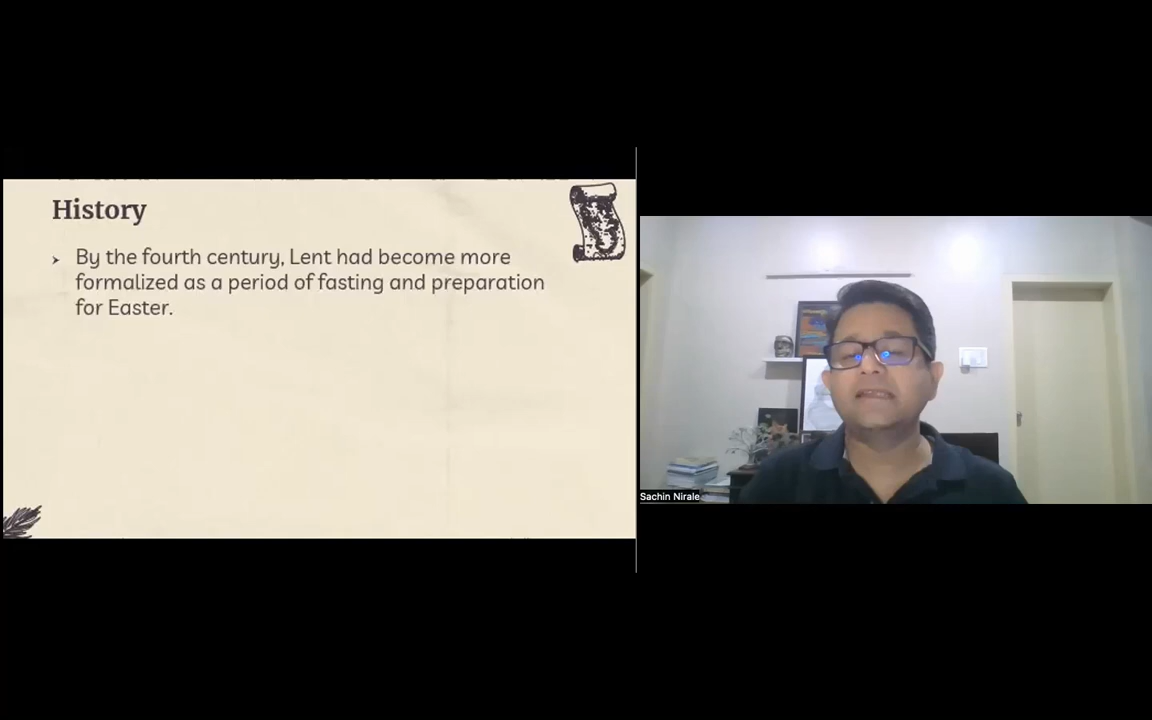 History
By the fourth century, Lent had become more
formalized as a period of fasting and preparation
for Easter.
Sachin Nirale